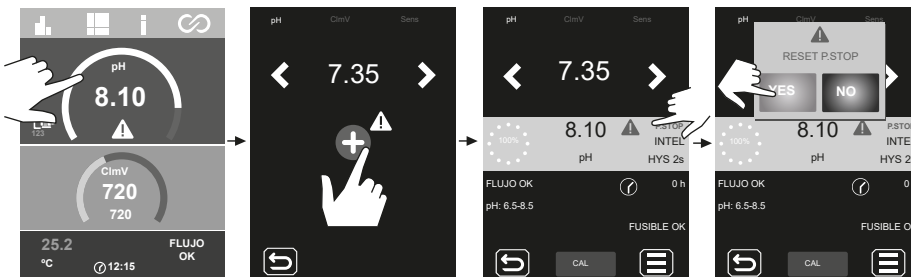 pH
8.10
123
ClmV
720
720
25.2
ºC
12:15
FLUJO
OK
pH ClmV Sens
7.35
pH ClmV Sens
7.35
100%
8.10
P.STOP
pH
INTEL
HYS 2s
FLUJO OK
0 h
pH: 6.5-8.5
FUSIBLE OK
CAL
pH ClmV Sens
RESET P.STOP
YES
NO
100%
8.10
P.STO
pH
INTE
HYS 2
FLUJO OK
0
pH: 6.5-8.5
FUSIBLE O
CAL